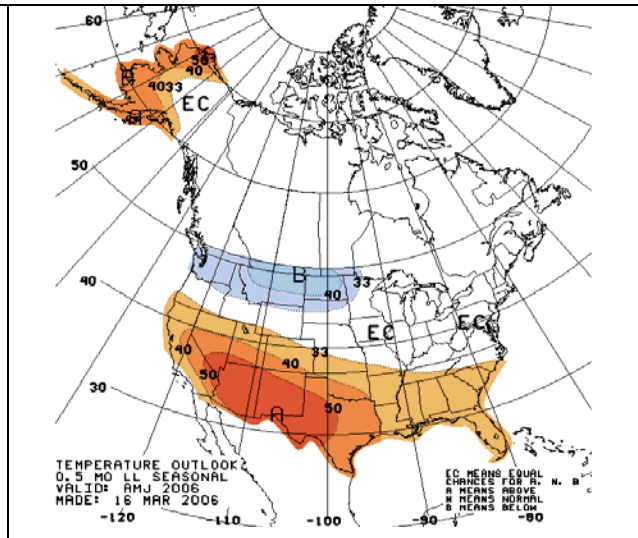 60
50
40
4033
EC
A
B
A
50
40
30
B
33
40
EC
EC
33
40
40
50
50
A
TEMPERATURE OUTLOOK
0.5 MO LL SEASONAL
VALID: AMJ 2006
MADE: 16 MAR 2006
EC MEANS EQUAL
CHANCES FOR A, N, B
A MEANS ABOVE
N MEANS NORMAL
B MEANS BELOW
-120
-110
-100
-90
-80